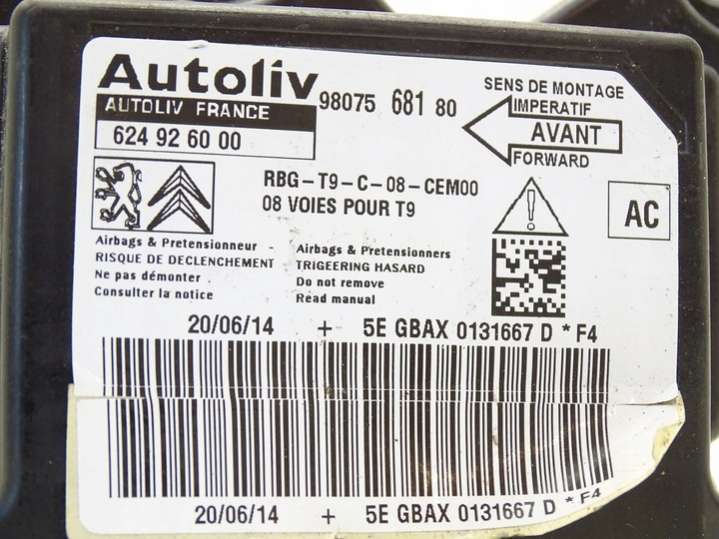 Autoliv
AUTOLIV FRANCE
624 92 60 00
98075 681 80
SENS DE MONTAGE
IMPERATIF
AVANT
FORWARD
RBG-T9-C-08-CEM00
08 VOIES POUR T9
AC
Airbags & Pretensionneur -
RISQUE DE DECLENCHEMENT
Ne pas démonter
Consulter la notice
Airbags & Pretensionners
TRIGEERING HASARD
Do not remove
Read manual
20/06/14 + 5E GBAX 0131667 D * F4
20/06/14 + 5E GBAX 0131667 D * F4